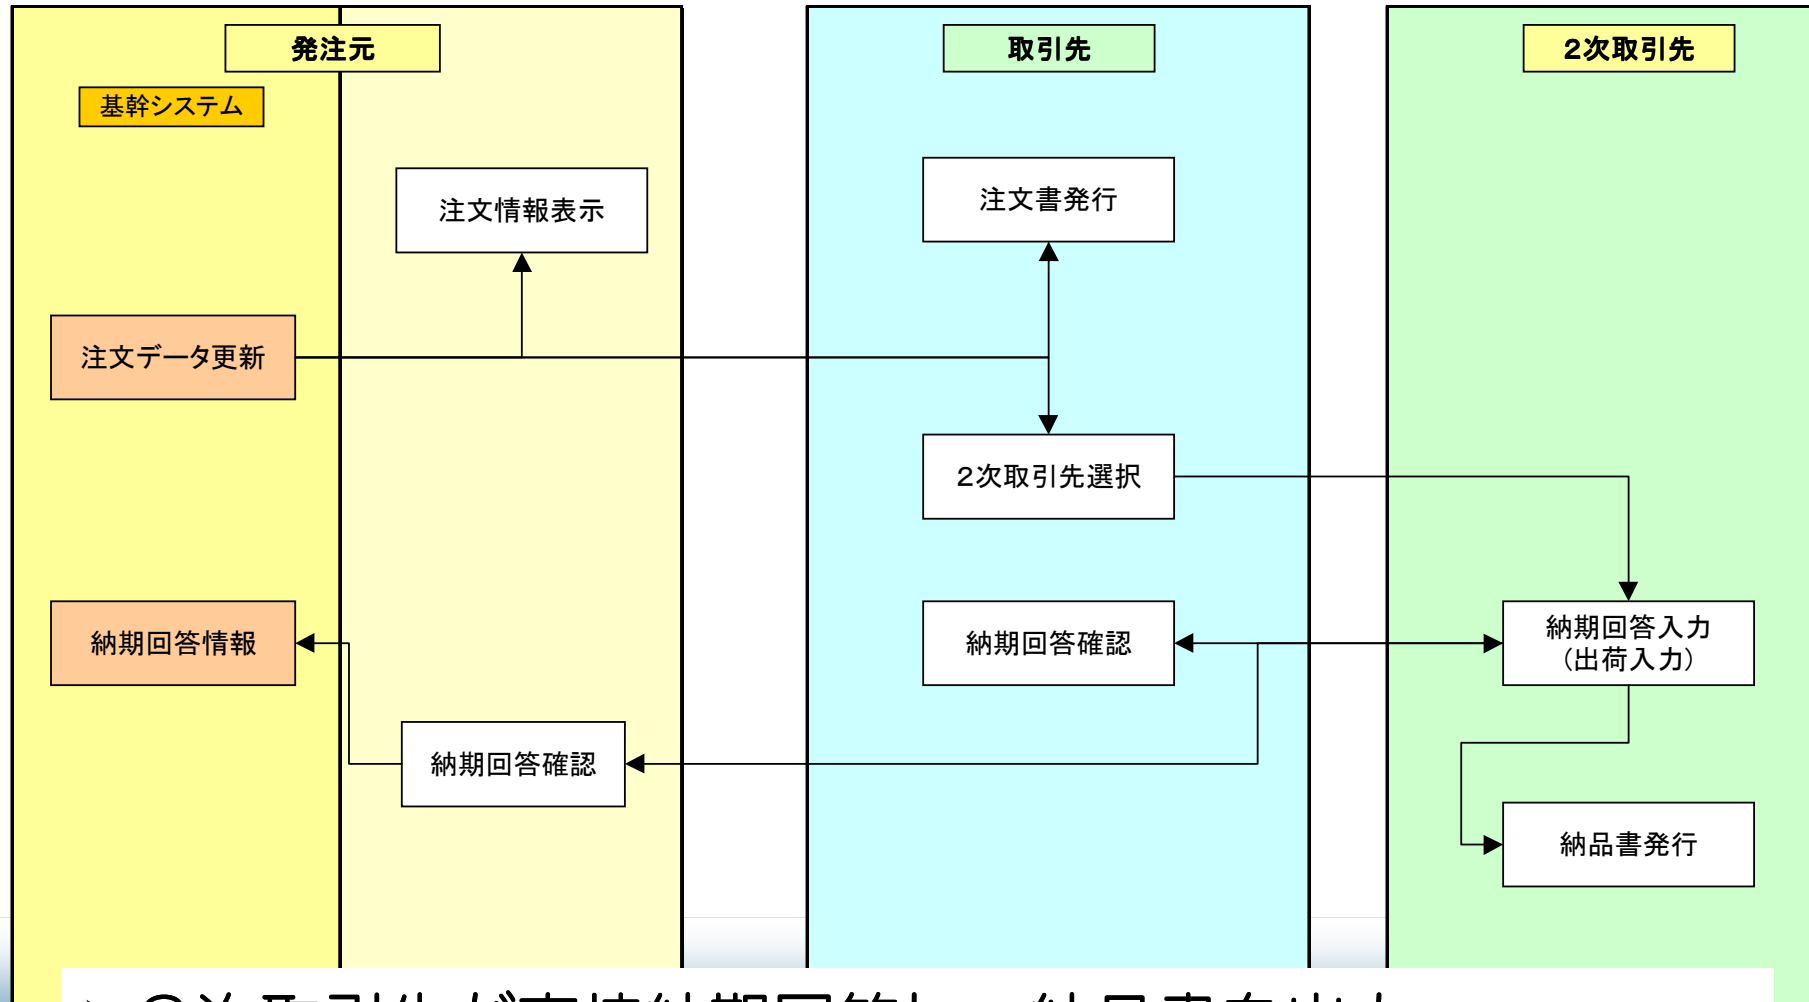 発注元
取引先
２次取引先
基幹システム
注文情報表示
注文書発行
注文データ更新
２次取引先選択
納期回答情報
納期回答確認
納期回答入力
（出荷入力）
納期回答確認
納品書発行